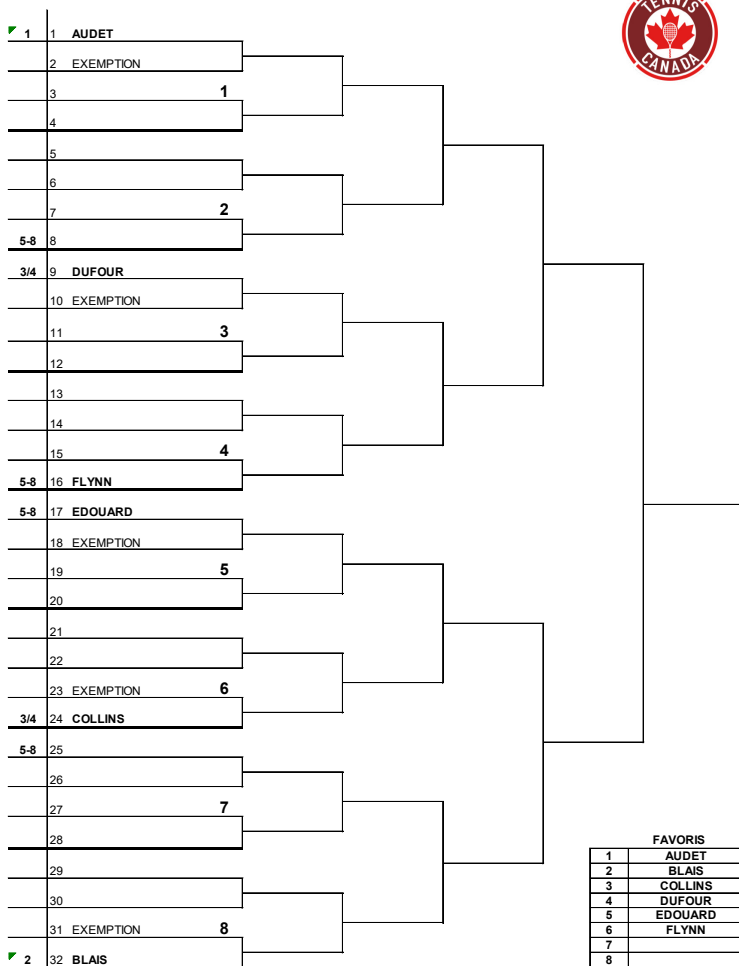 TENNIS
CANADA
1 1 AUDET
2 EXEMPTION
3 1
4
5
6
7 2
5-8 8
3/4 9 DUFOUR
10 EXEMPTION
11 3
12
13
14
15 4
5-8 16 FLYNN
5-8 17 EDOUARD
18 EXEMPTION
19 5
20
21
22
23 EXEMPTION 6
3/4 24 COLLINS
5-8 25
26
27 7
28
29
30
31 EXEMPTION 8
2 32 BLAIS
FAVORIS
1 AUDET
2 BLAIS
3 COLLINS
4 DUFOUR
5 EDOUARD
6 FLYNN
7
8